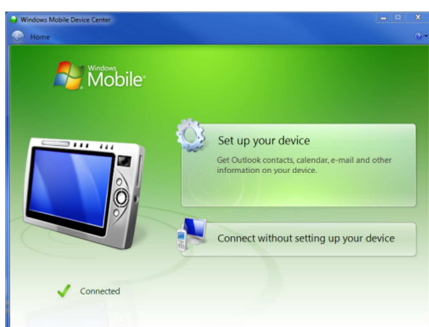 Windows Mobile Device Center
Home
Windows
Mobile
Set up your device
Get Outlook contacts, calendar, e-mail and other
information on your device.
Connect without setting up your device
Connected